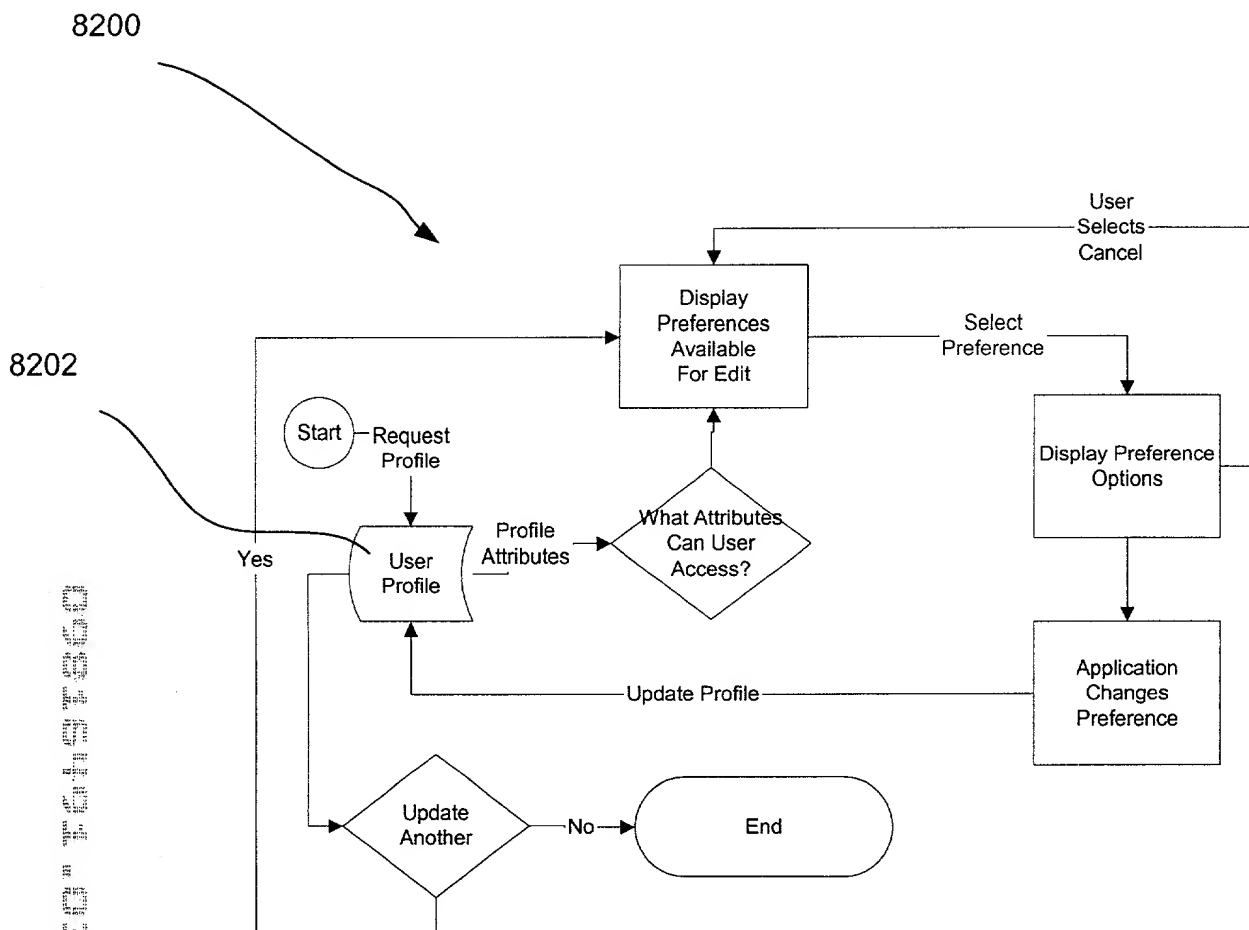 8200
User
Selects
Cancel
Display
Preferences
Available
For Edit
Select
Preference
8202
Start
Request
Profile
Display Preference
Options
What Attributes
Can User
Access?
Profile
Attributes
User
Profile
Yes
Application
Changes
Preference
Update Profile
Update
Another
No
End